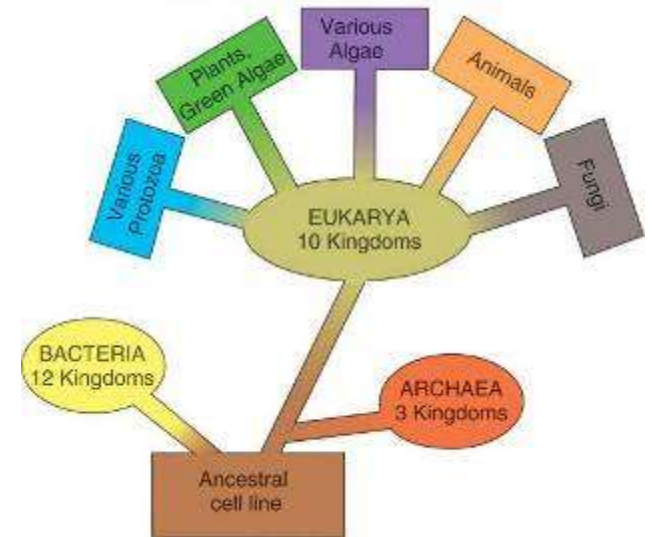 Various
Algae
Plants,
Green Algae
Animals
Various
Protozoa
Fungi
EUKARYA
10 Kingdoms
BACTERIA
12 Kingdoms
ARCHAEA
3 Kingdoms
Ancestral
cell line